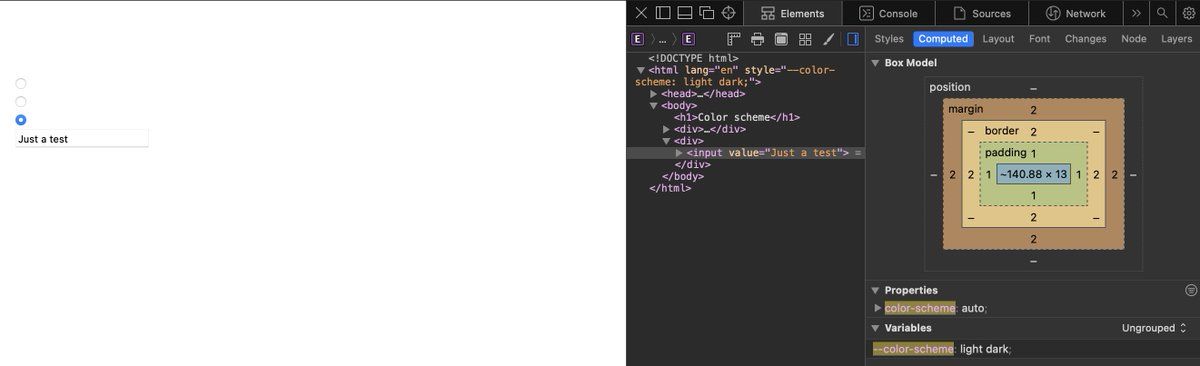 Just a test
Elements
Console
Sources
Network
E
...
E
<!DOCTYPE html>
<html lang="en" style="--color-
scheme: light dark;">
<head>…</head>
<body>
<h1>Color scheme</h1>
<div>…</div>
<div>
<input value="Just a test"> =
</div>
</body>
</html>
Styles Computed Layout Font Changes Node Layers
Box Model
position –
margin 2
– border 2 –
padding 1
– 2 2 1 ~140.88 × 13 1 2 2 –
1
– 2 –
2
–
Properties
color-scheme: auto;
Variables Ungrouped
--color-scheme: light dark;